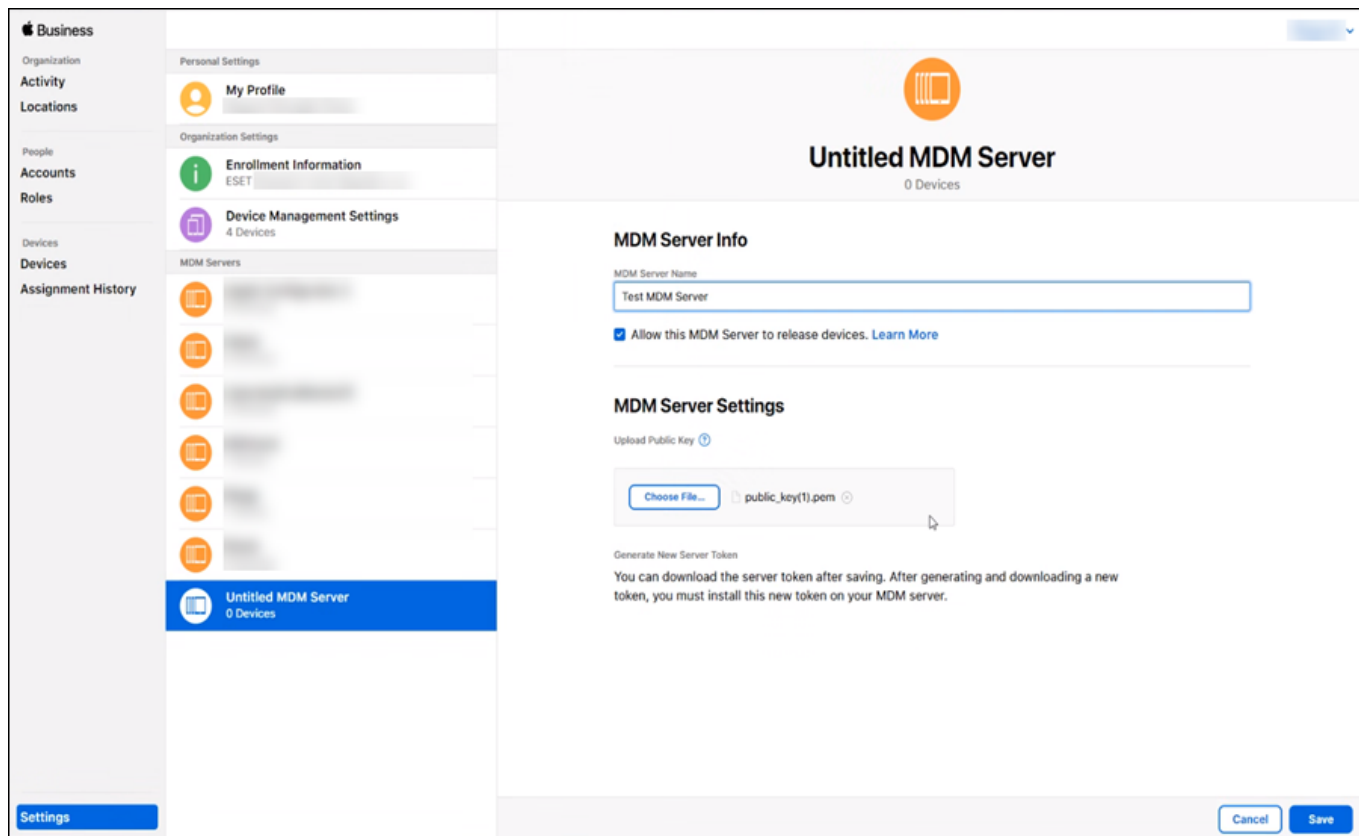 Business
Organization
Activity
Locations
People
Accounts
Roles
Devices
Devices
Assignment History
Settings
Personal Settings
My Profile
Organization Settings
Enrollment Information
ESET
Device Management Settings
4 Devices
MDM Servers
Untitled MDM Server
0 Devices
Untitled MDM Server
0 Devices
MDM Server Info
MDM Server Name
Test MDM Server
Allow this MDM Server to release devices. Learn More
MDM Server Settings
Upload Public Key ?
Choose File... public_key(1).pem
Generate New Server Token
You can download the server token after saving. After generating and downloading a new
token, you must install this new token on your MDM server.
Cancel Save